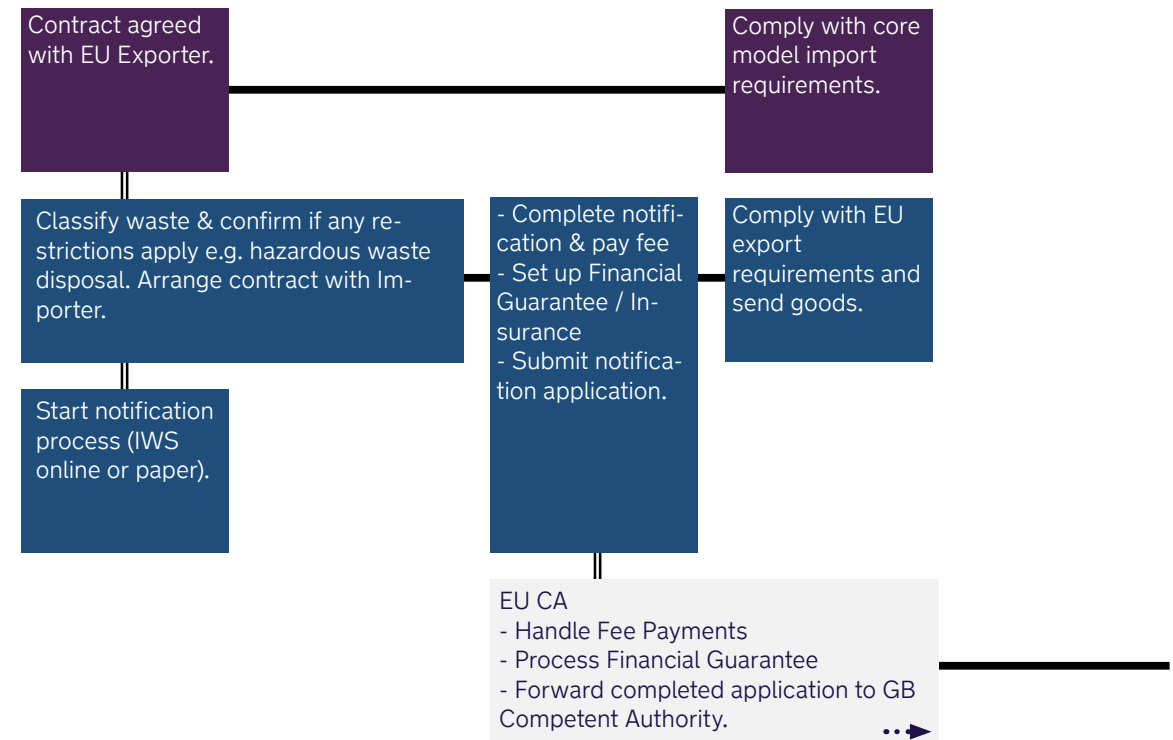 Contract agreed
with EU Exporter.
Comply with core
model import
requirements.
Classify waste & confirm if any re-
strictions apply e.g. hazardous waste
disposal. Arrange contract with Im-
porter.
- Complete notifi-
cation & pay fee
- Set up Financial
Guarantee / In-
surance
- Submit notifica-
tion application.
Comply with EU
export
requirements and
send goods.
Start notification
process (IWS
online or paper).
EU CA
- Handle Fee Payments
- Process Financial Guarantee
- Forward completed application to GB
Competent Authority.